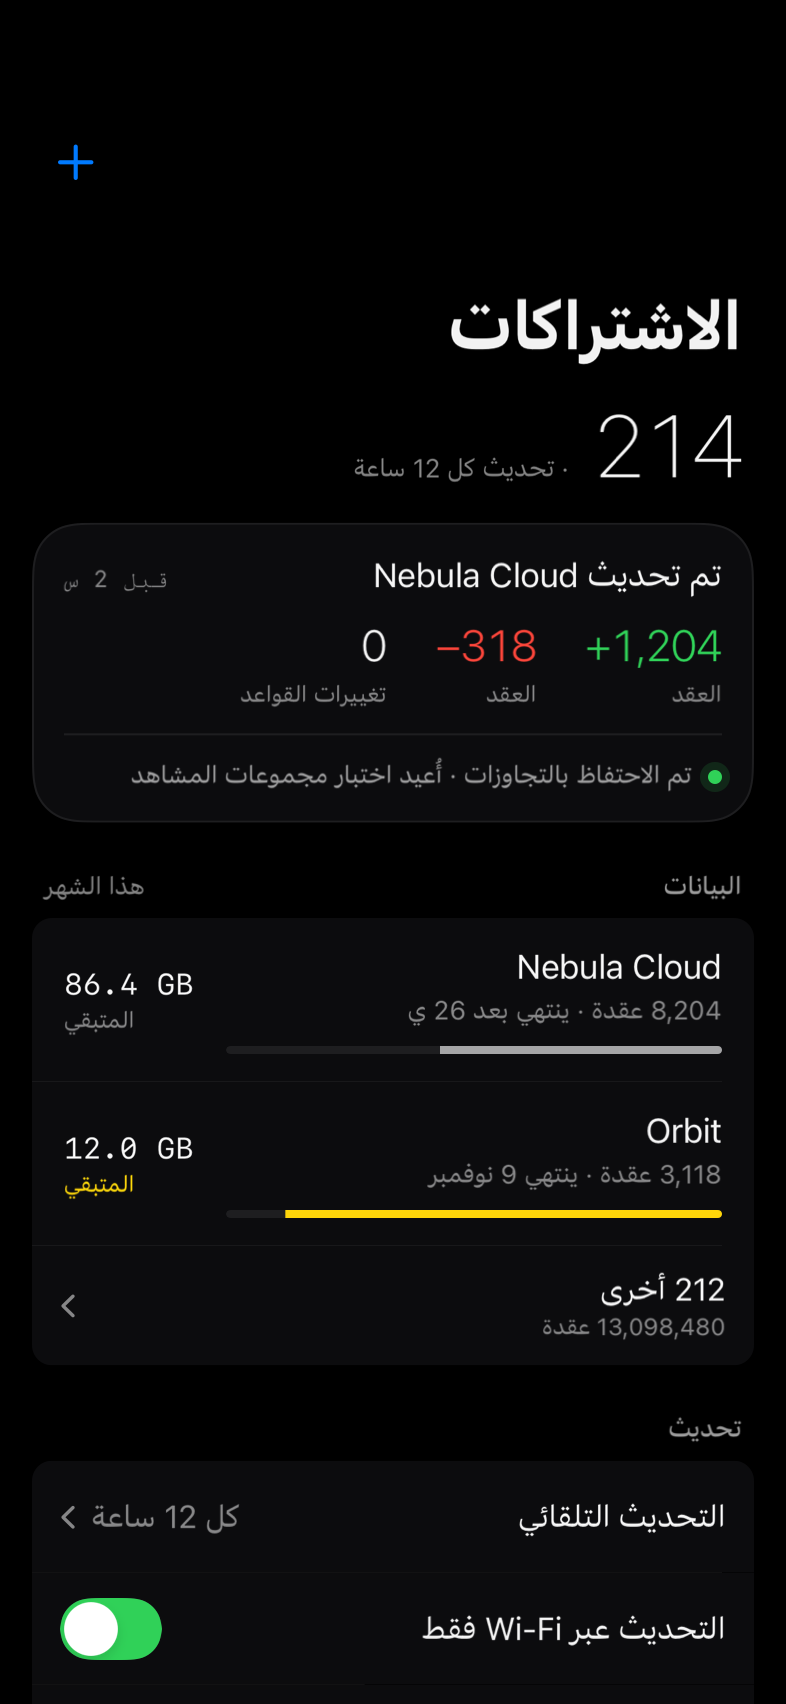 الاشتراكات
214 · تحديث كل 12 ساعة
تم تحديث Nebula Cloud
قبل 2 س
+1,204 −318 0
العقد العقد تغييرات القواعد
تم الاحتفاظ بالتجاوزات · أُعيد اختبار مجموعات المشاهد
البيانات
هذا الشهر
Nebula Cloud
86.4 GB
8,204 عقدة · ينتهي بعد 26 ي
المتبقي
Orbit
12.0 GB
3,118 عقدة · ينتهي 9 نوفمبر
المتبقي
212 أخرى
13,098,480 عقدة
تحديث
التحديث التلقائي
كل 12 ساعة
التحديث عبر Wi-Fi فقط